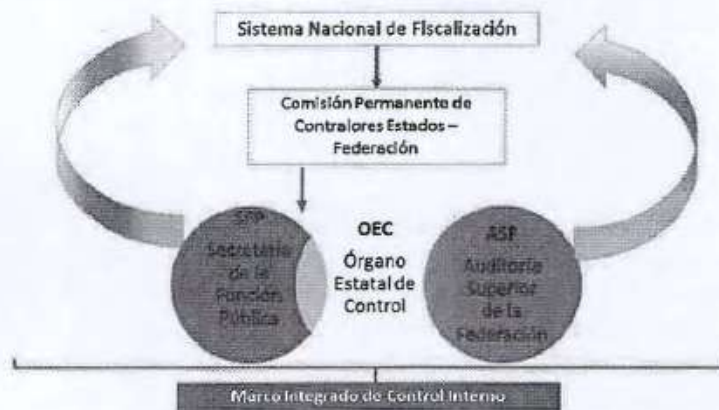 Sistema Nacional de Fiscalización
Comisión Permanente de
Contralores Estados –
Federación
SFP
Secretaría
de la
Función
Pública
OEC
Órgano
Estatal de
Control
ASF
Auditoría
Superior
de la
Federación
Marco Integrado de Control Interno